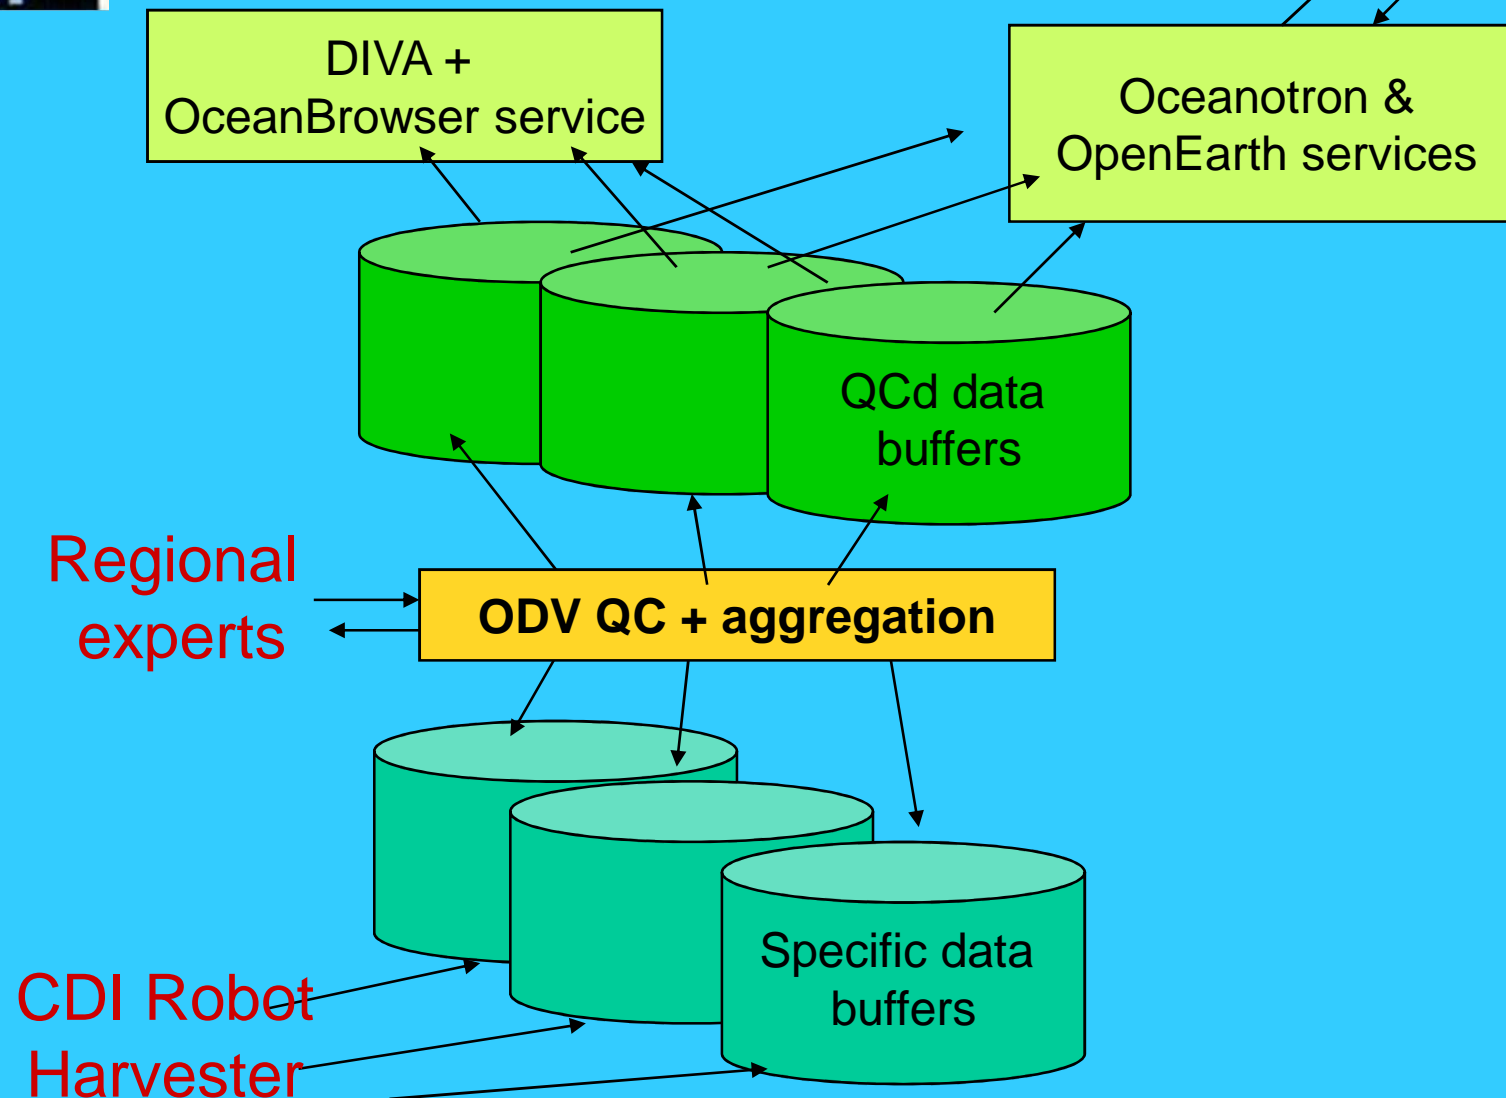 DIVA +
OceanBrowser service
Oceanotron &
OpenEarth services
QCd data
buffers
Regional
experts
ODV QC + aggregation
Specific data
buffers
CDI Robot
Harvester